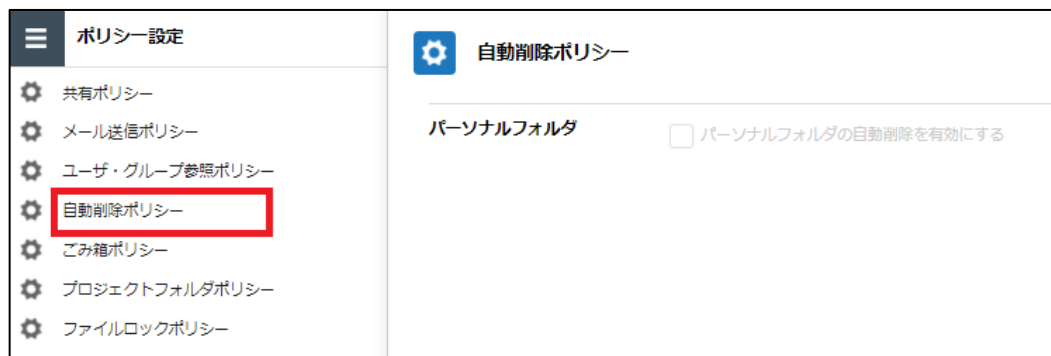 ポリシー設定
共有ポリシー
メール送信ポリシー
ユーザ・グループ参照ポリシー
自動削除ポリシー
ごみ箱ポリシー
プロジェクトフォルダポリシー
ファイルロックポリシー
自動削除ポリシー
パーソナルフォルダ
パーソナルフォルダの自動削除を有効にする